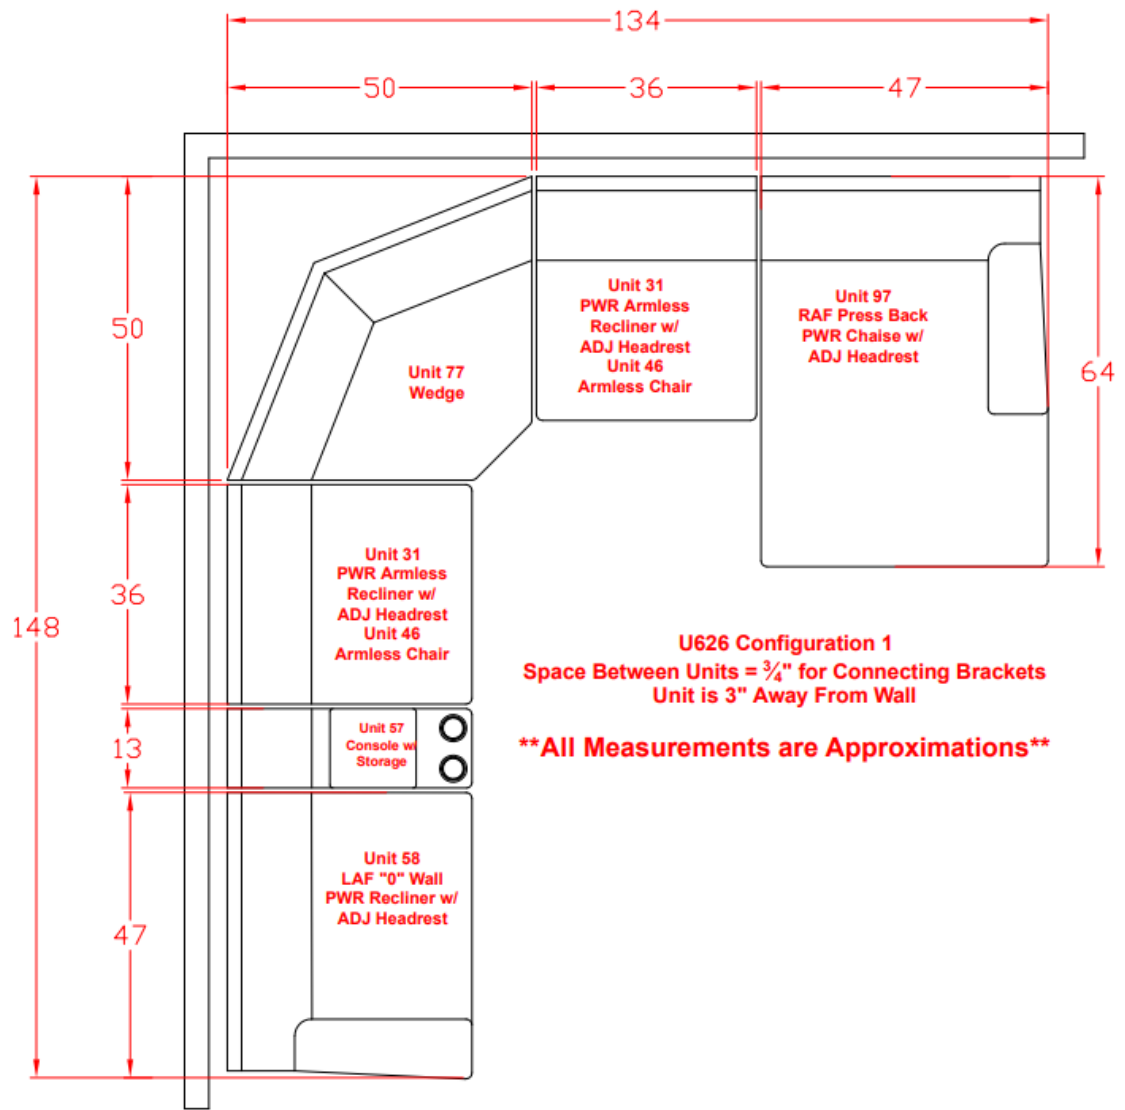 134
50
36
47
50
64
36
148
13
47
Unit 77
Wedge
Unit 31
PWR Armless
Recliner w/
ADJ Headrest
Unit 46
Armless Chair
Unit 97
RAF Press Back
PWR Chaise w/
ADJ Headrest
Unit 31
PWR Armless
Recliner w/
ADJ Headrest
Unit 46
Armless Chair
Unit 57
Console w/
Storage
Unit 58
LAF "0" Wall
PWR Recliner w/
ADJ Headrest
U626 Configuration 1
Space Between Units = ¾" for Connecting Brackets
Unit is 3" Away From Wall
**All Measurements are Approximations**